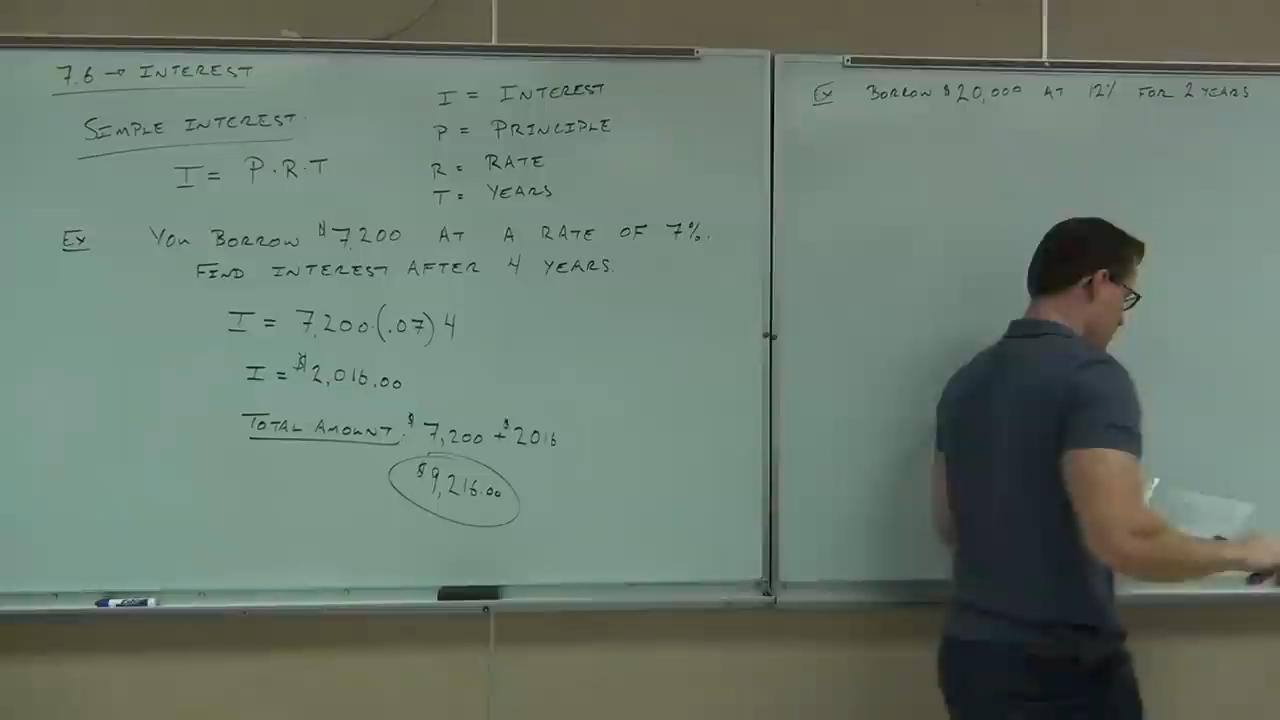 7.6 → INTEREST
SIMPLE INTEREST
I = P.R.T
I = INTEREST
P = PRINCIPLE
R = RATE
T = YEARS
Ex YOU BORROW $7,200 AT A RATE OF 7%.
FIND INTEREST AFTER 4 YEARS.
I = 7,200(.07)4
I = $2,016.00
TOTAL AMOUNT: $7,200 + $2016
$9,216.00
Ex BORROW $20,000 AT 12% FOR 2 YEARS